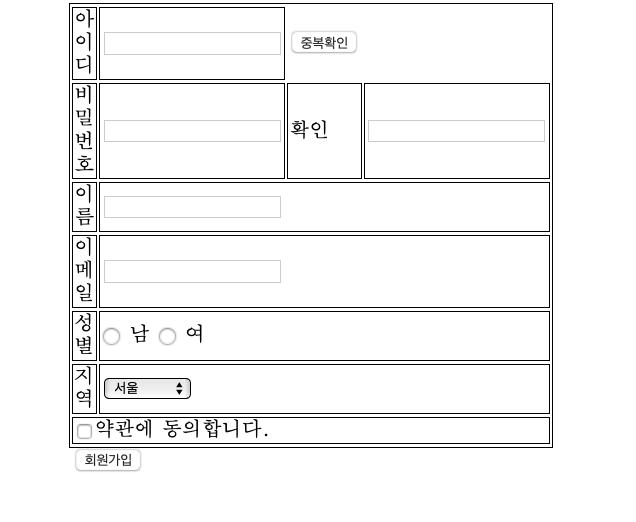 아이디 중복확인
비밀번호 확인
이름
이메일
성별 남 여
지역 서울
약관에 동의합니다.
회원가입